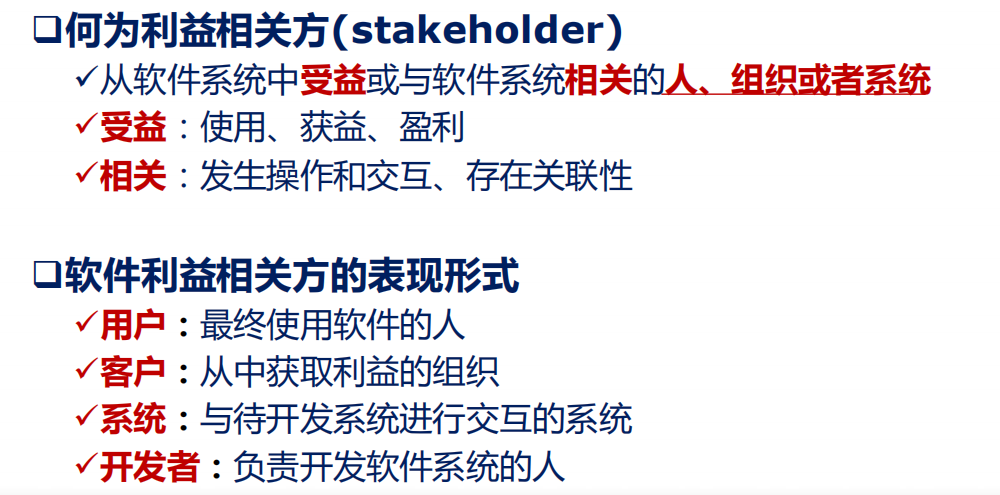 ❑何为利益相关方(stakeholder)
✓从软件系统中受益或与软件系统相关的人、组织或者系统
✓受益：使用、获益、盈利
✓相关：发生操作和交互、存在关联性
❑软件利益相关方的表现形式
✓用户：最终使用软件的人
✓客户：从中获取利益的组织
✓系统：与待开发系统进行交互的系统
✓开发者：负责开发软件系统的人